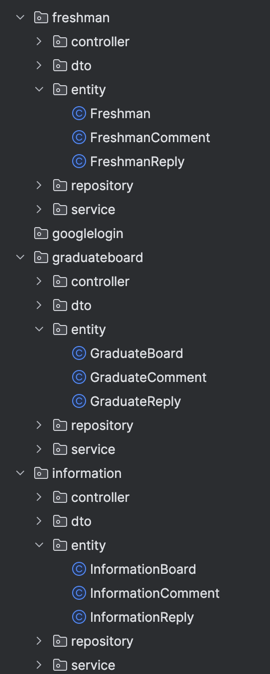 freshman
controller
dto
entity
Freshman
FreshmanComment
FreshmanReply
repository
service
googlelogin
graduateboard
controller
dto
entity
GraduateBoard
GraduateComment
GraduateReply
repository
service
information
controller
dto
entity
InformationBoard
InformationComment
InformationReply
repository
service